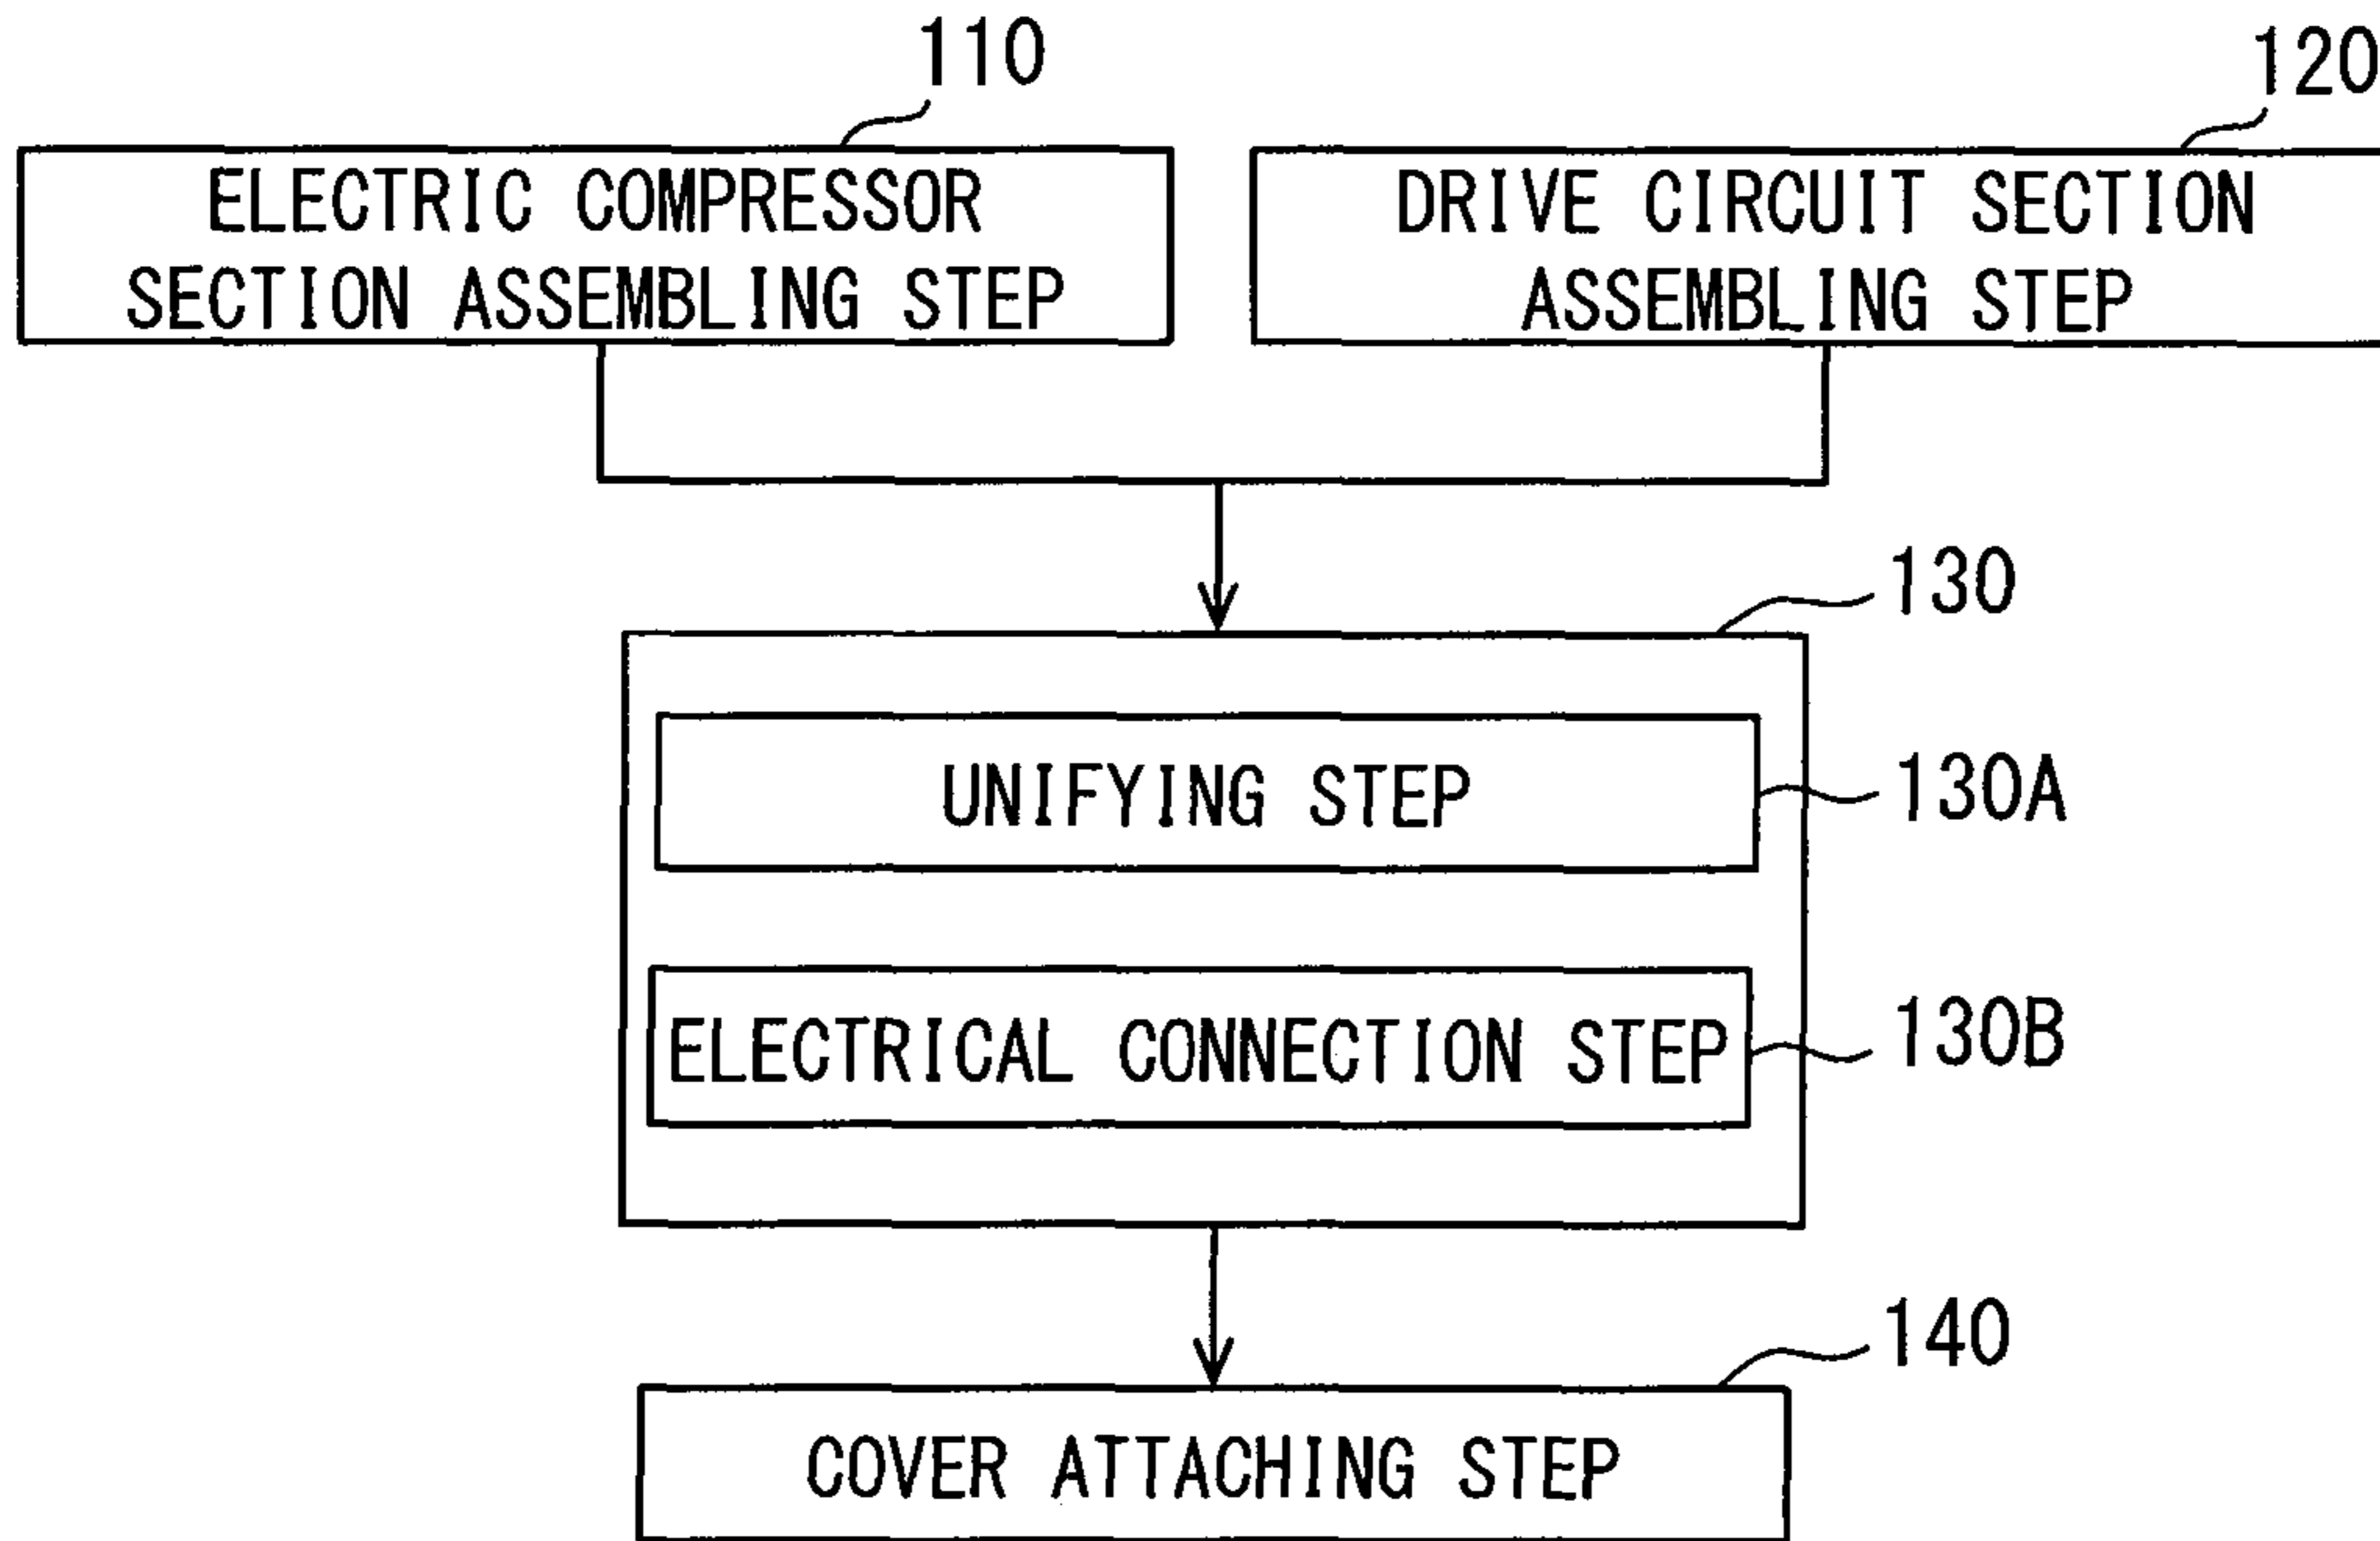 110
120
ELECTRIC COMPRESSOR
SECTION ASSEMBLING STEP
DRIVE CIRCUIT SECTION
ASSEMBLING STEP
130
UNIFYING STEP
130A
ELECTRICAL CONNECTION STEP
130B
140
COVER ATTACHING STEP